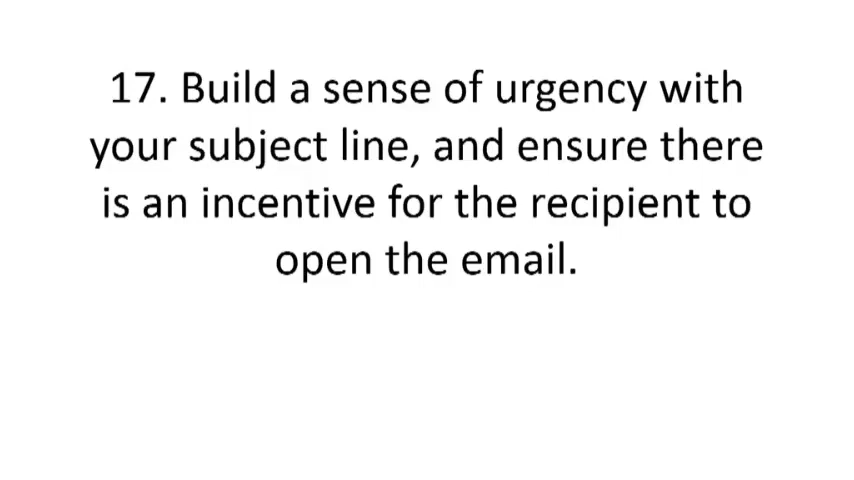 17. Build a sense of urgency with
your subject line, and ensure there
is an incentive for the recipient to
open the email.